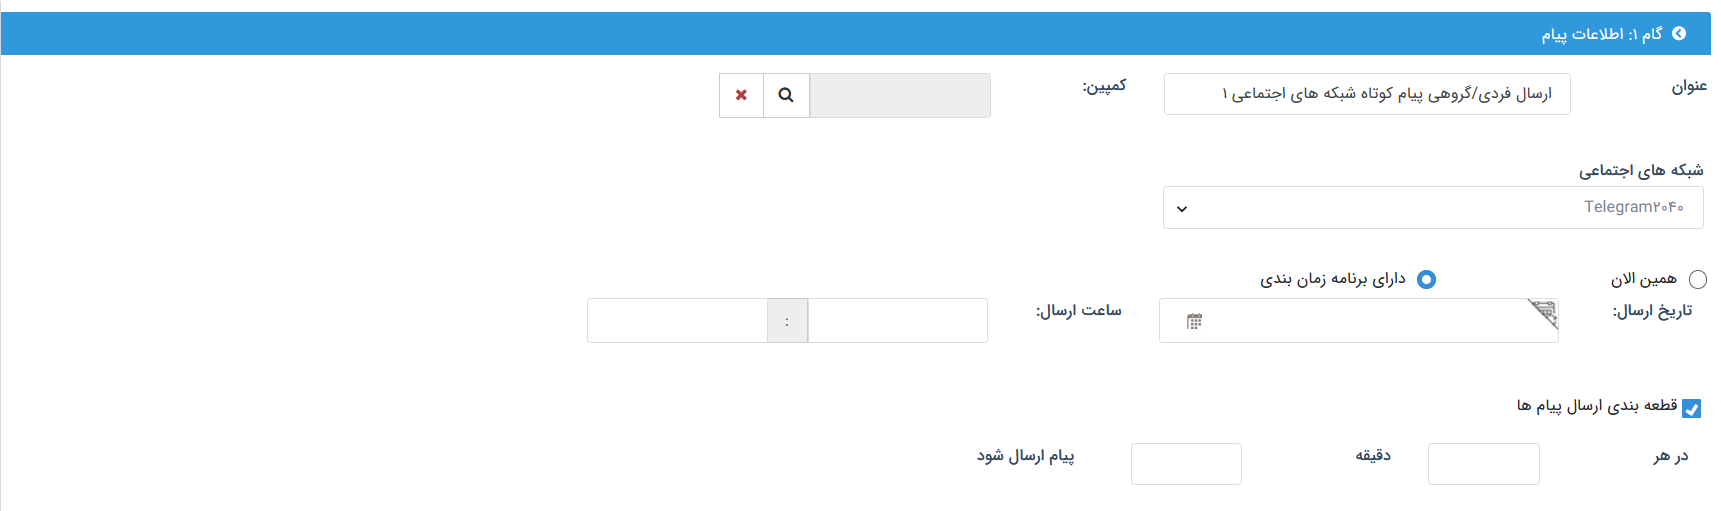 گام ۱: اطلاعات پیام
عنوان
ارسال فردی/گروهی پیام کوتاه شبکه های اجتماعی ۱
کمپین:
شبکه های اجتماعی
Telegram۲۰۴۰
همین الان
دارای برنامه زمان بندی
تاریخ ارسال:
ساعت ارسال:
:
قطعه بندی ارسال پیام ها
در هر
دقیقه
پیام ارسال شود